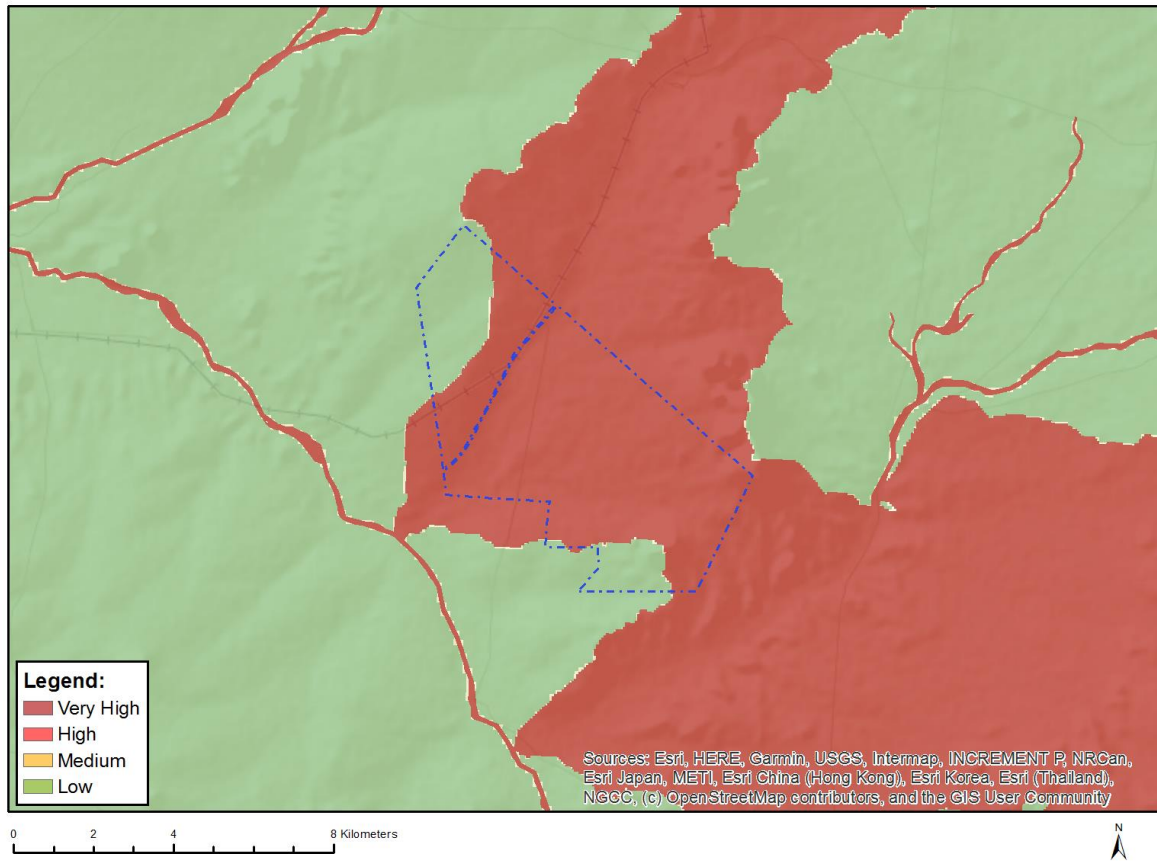 Legend:
Very High
High
Medium
Low
Sources: Esri, HERE, Garmin, USGS, Intermap, INCREMENT P, NRCan,
Esri Japan, METI, Esri China (Hong Kong), Esri Korea, Esri (Thailand),
NGCC, (c) OpenStreetMap contributors, and the GIS User Community
0 2 4 8 Kilometers
N